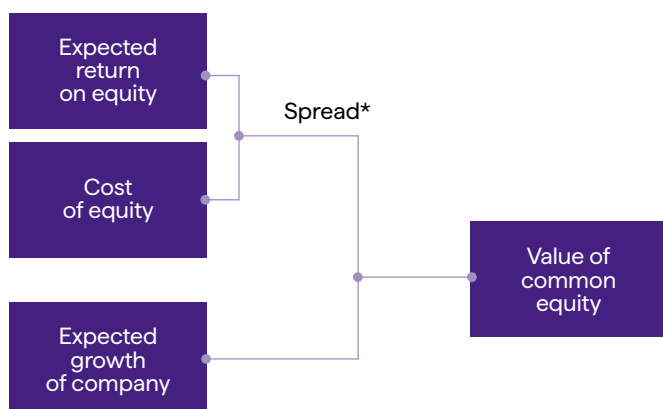 Expected
return
on equity
Spread*
Cost
of equity
Value of
common
equity
Expected
growth
of company